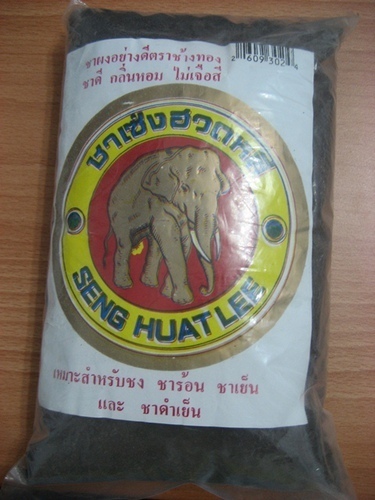 ชาผงอย่างดีตราช้างทอง
ชาดี กลิ่นหอม ไม่เจือสี
2 609302 4
ชาเซ่งฮวดหลี
SENG HUAT LEE
เหมาะสำหรับชง ชาร้อน ชาเย็น
และ ชาดำเย็น